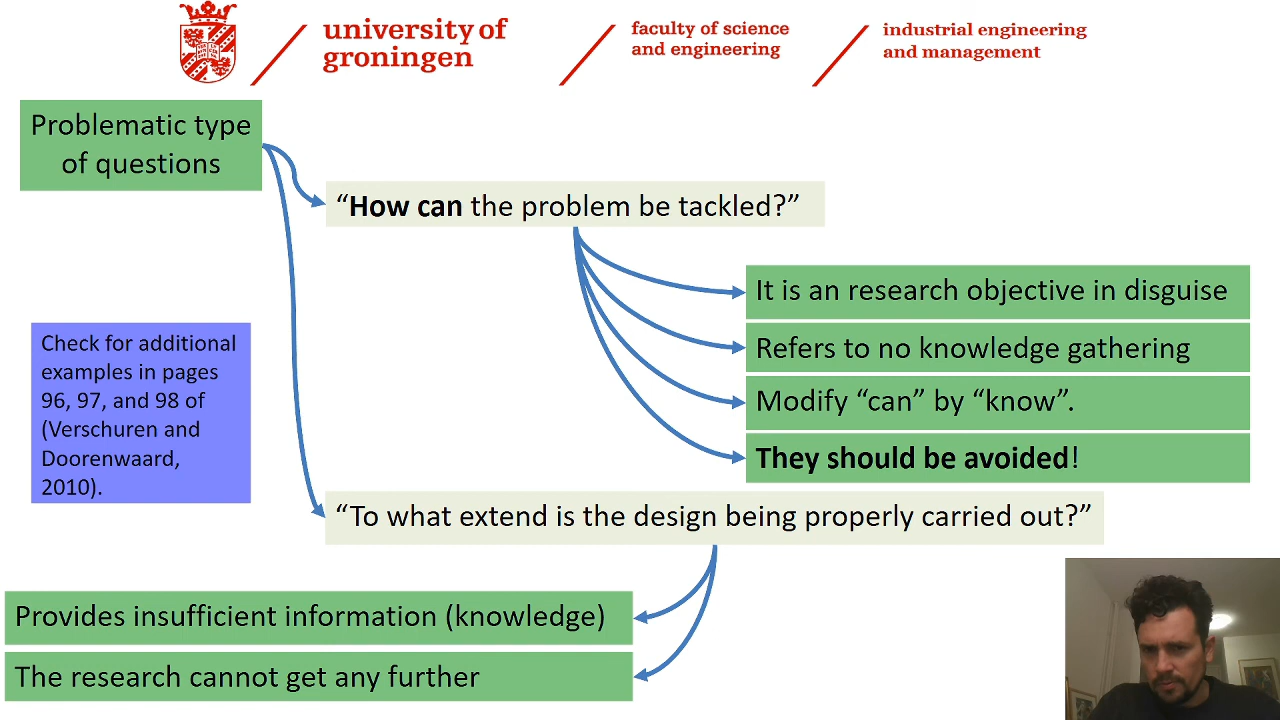 university of
groningen
faculty of science
and engineering
industrial engineering
and management
Problematic type
of questions
“How can the problem be tackled?”
It is an research objective in disguise
Refers to no knowledge gathering
Modify “can” by “know”.
They should be avoided!
Check for additional
examples in pages
96, 97, and 98 of
(Verschuren and
Doorenwaard,
2010).
“To what extend is the design being properly carried out?”
Provides insufficient information (knowledge)
The research cannot get any further